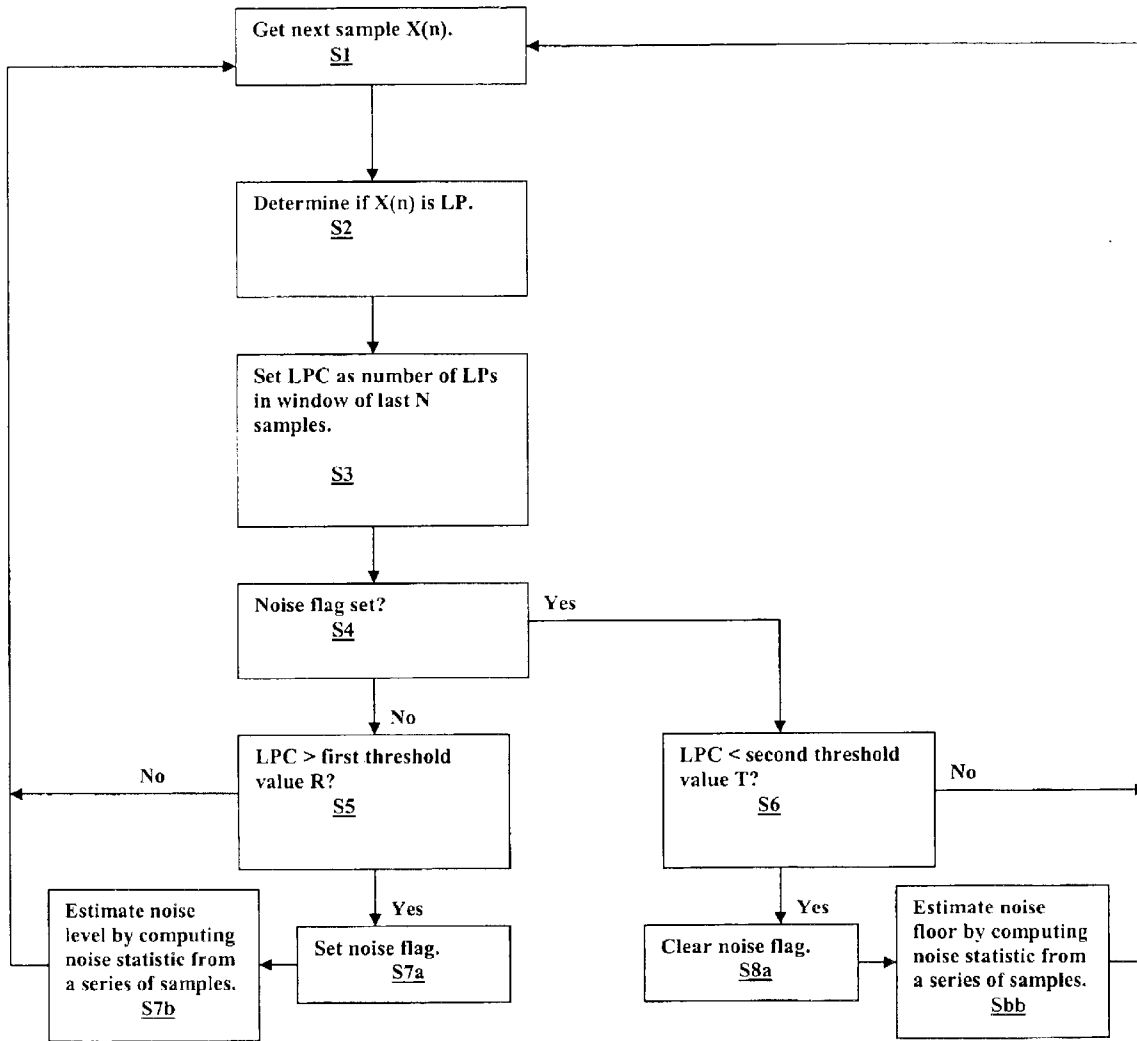 Get next sample X(n).
S1
Determine if X(n) is LP.
S2
Set LPC as number of LPs
in window of last N
samples.
S3
Noise flag set?
S4
Yes
No
LPC > first threshold
value R?
S5
No
Yes
LPC < second threshold
value T?
S6
No
Yes
Estimate noise
level by computing
noise statistic from
a series of samples.
S7b
Set noise flag.
S7a
Clear noise flag.
S8a
Estimate noise
floor by computing
noise statistic from
a series of samples.
Sbb